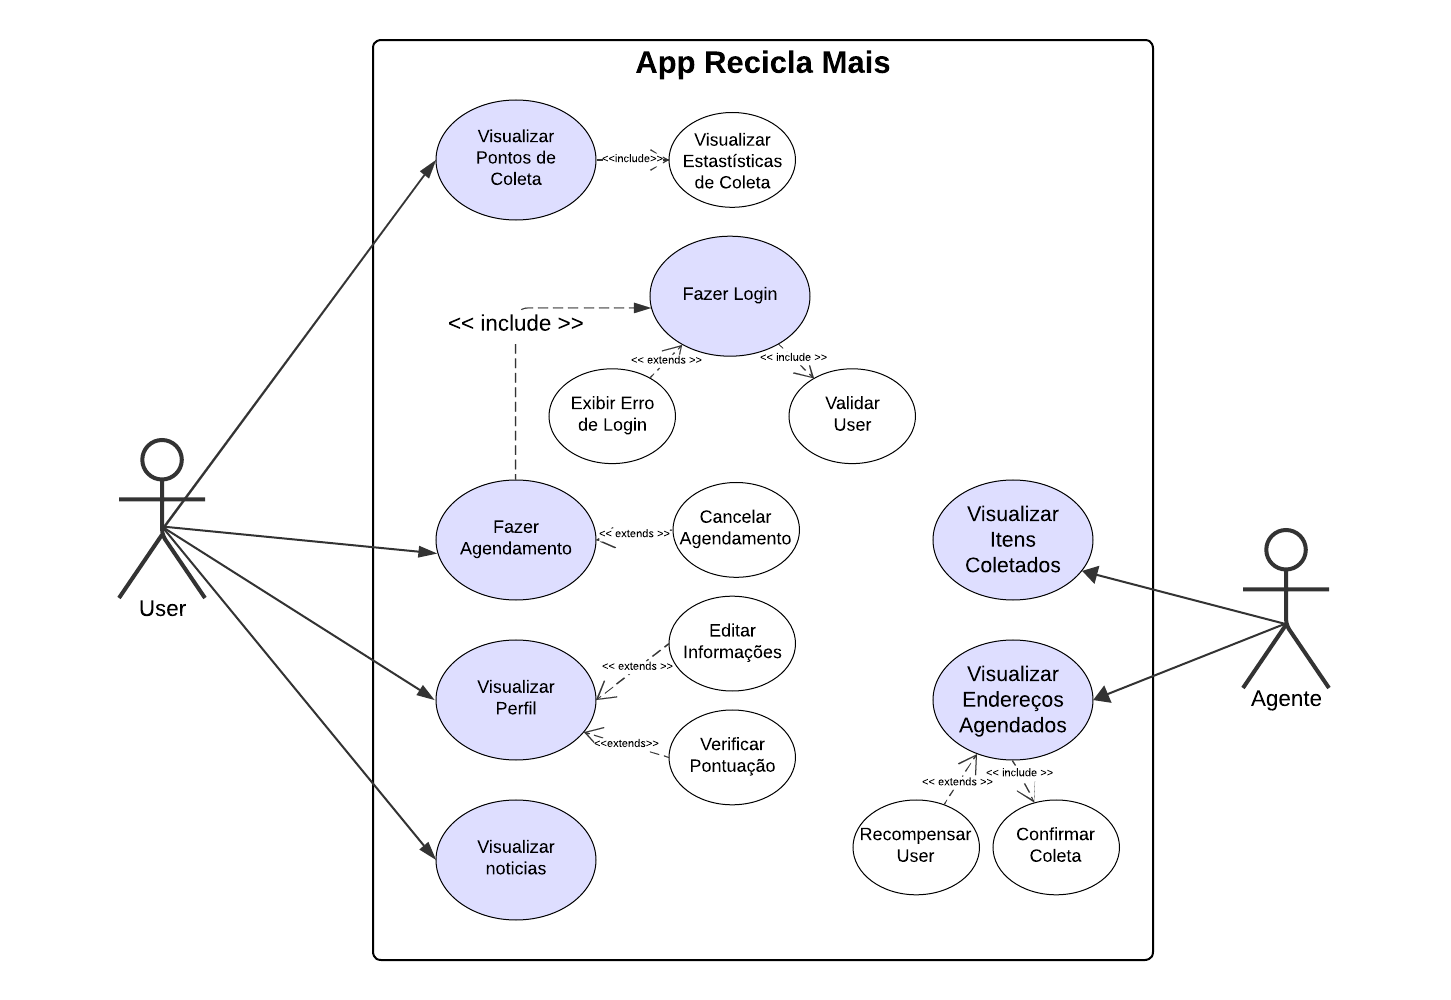 App Recicla Mais
Visualizar
Pontos de
Coleta
<<include>>
Visualizar
Estastísticas
de Coleta
Fazer Login
<< include >>
<< extends >>
<< include >>
Exibir Erro
de Login
Validar
User
Fazer
Agendamento
<< extends >>
Cancelar
Agendamento
Visualizar
Itens
Coletados
User
Editar
Informações
<< extends >>
Visualizar
Perfil
<<extends>>
Verificar
Pontuação
Visualizar
Endereços
Agendados
Agente
<< extends >>
<< include >>
Recompensar
User
Confirmar
Coleta
Visualizar
noticias